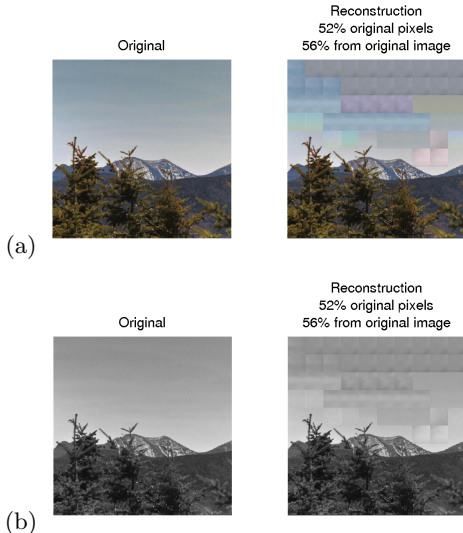 Original
Reconstruction
52% original pixels
56% from original image
(a)
Original
Reconstruction
52% original pixels
56% from original image
(b)